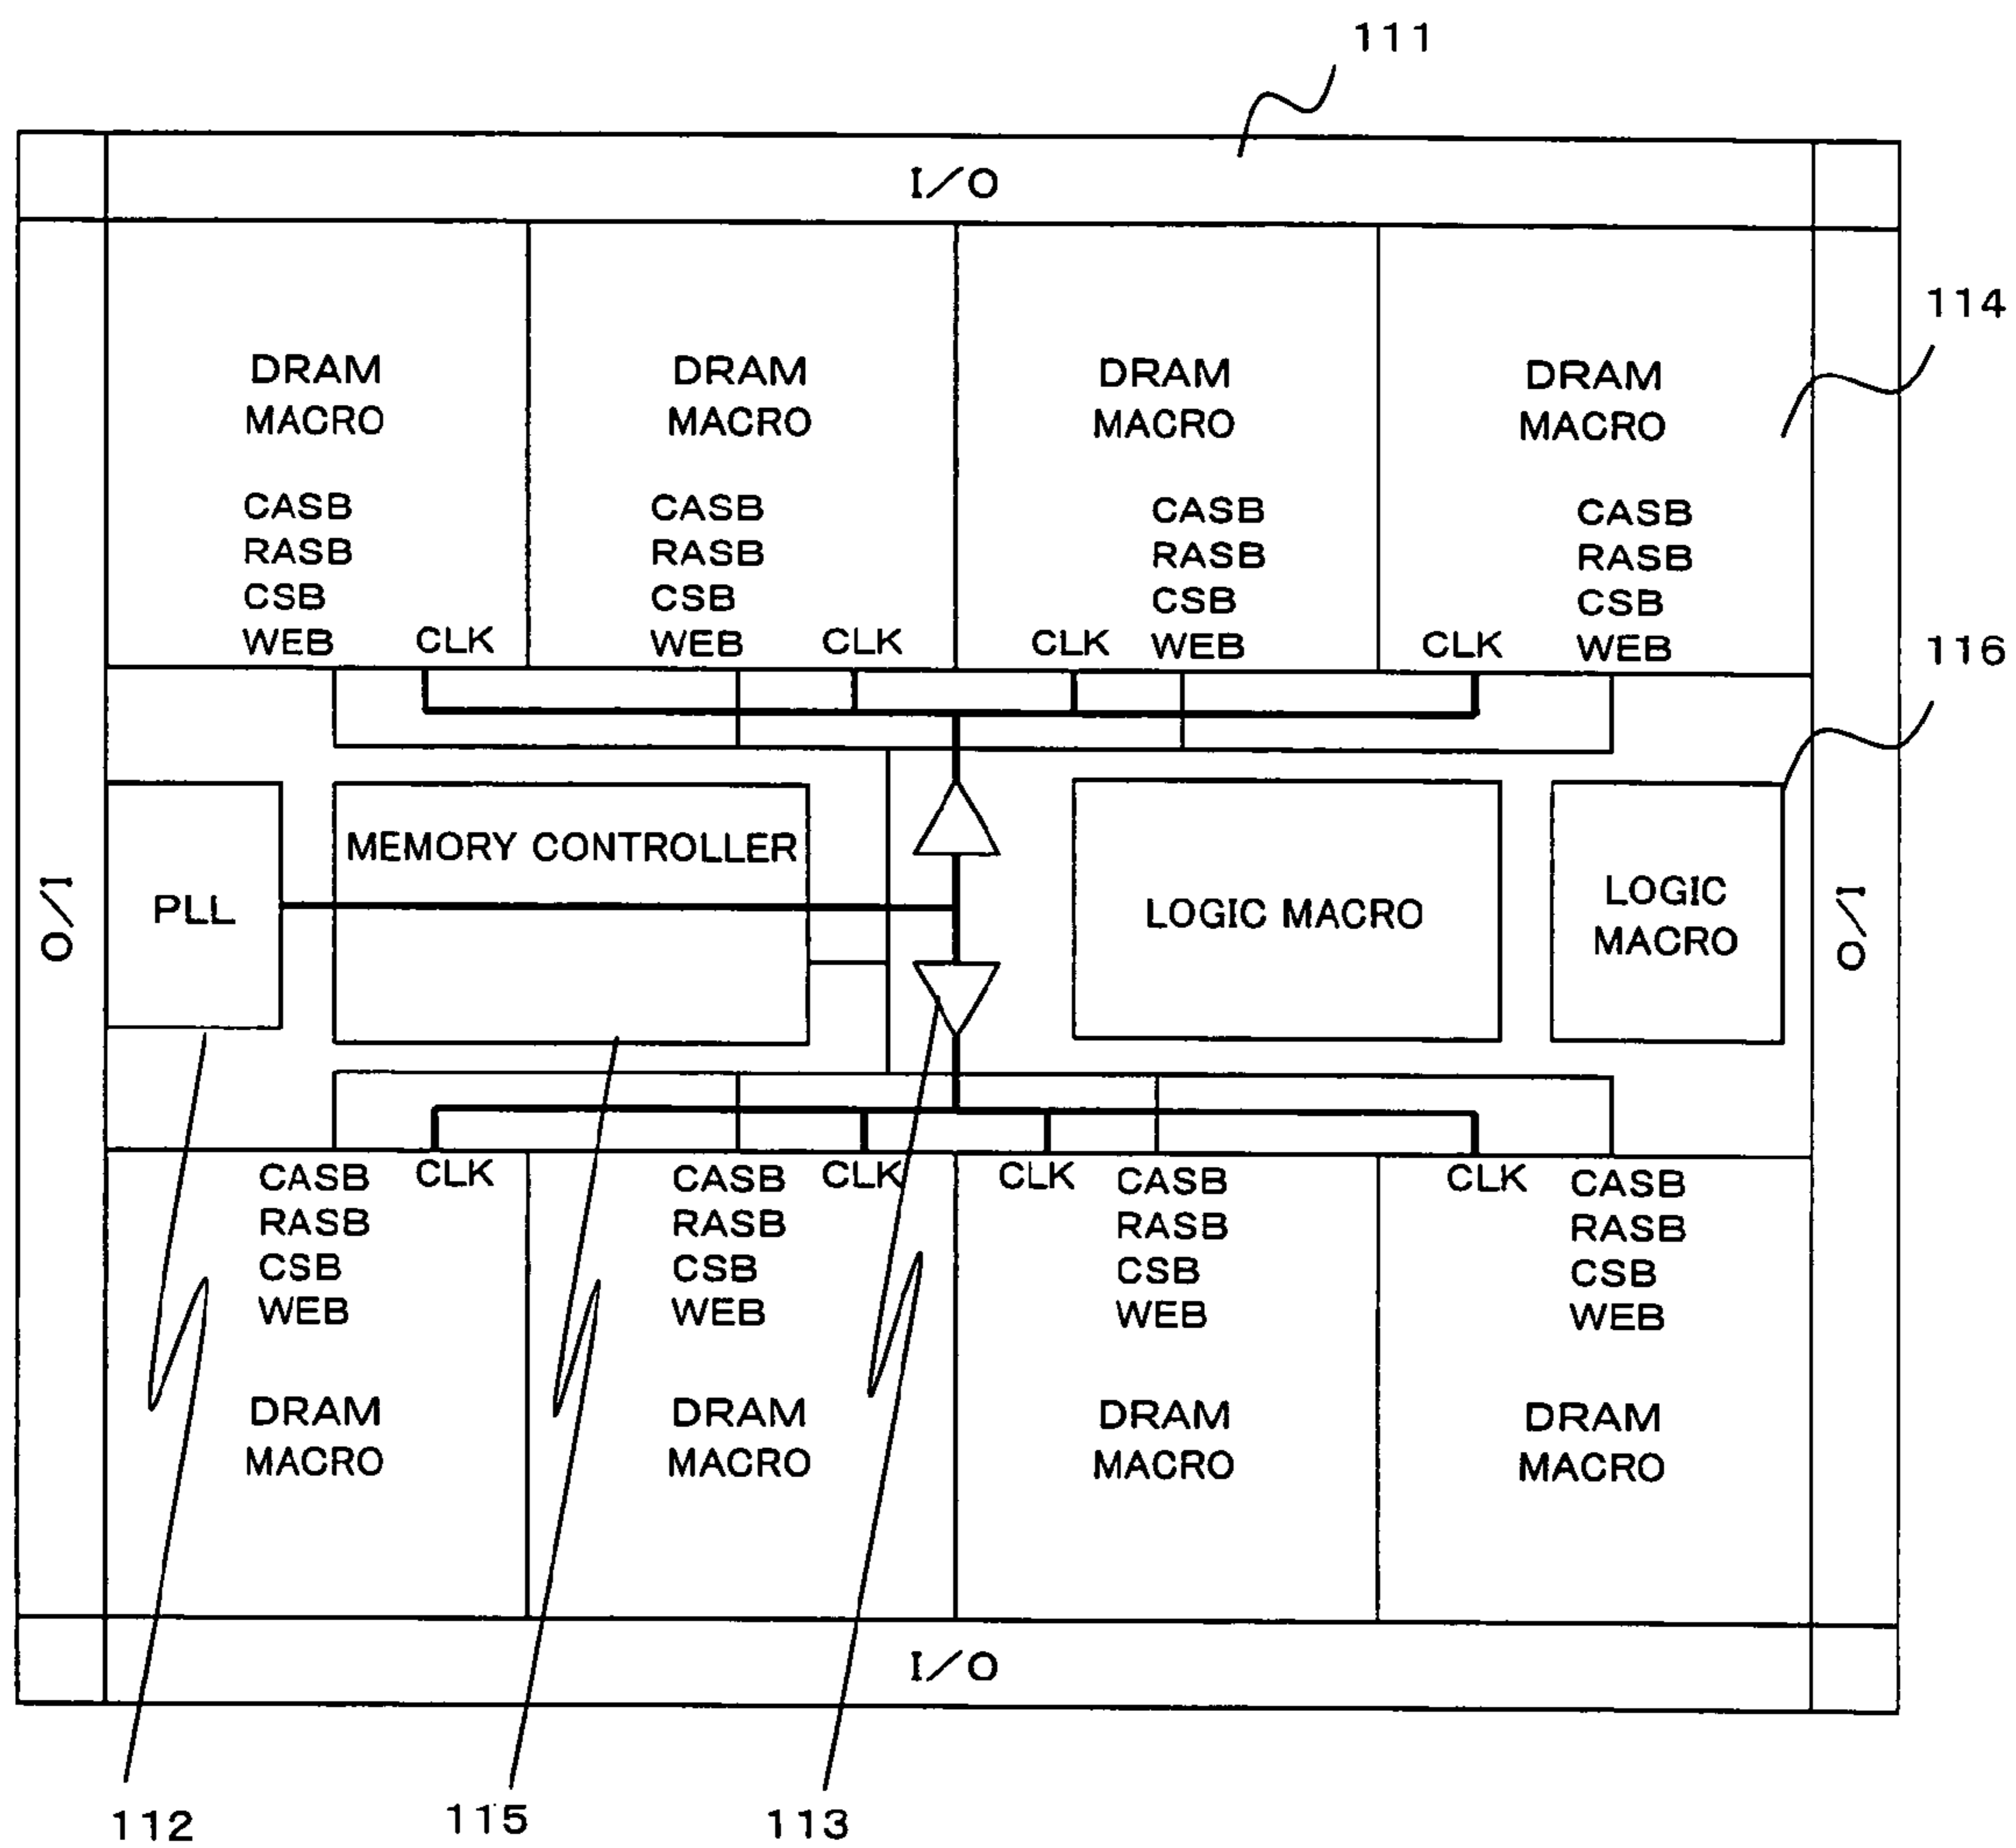 111
I/O
114
DRAM
MACRO
CASB
RASB
CSB
WEB
CLK
DRAM
MACRO
CASB
RASB
CSB
WEB
CLK
DRAM
MACRO
CLK
CASB
RASB
CSB
WEB
DRAM
MACRO
CLK
CASB
RASB
CSB
WEB
116
I/O
PLL
MEMORY CONTROLLER
LOGIC MACRO
LOGIC
MACRO
I/O
CASB
RASB
CSB
WEB
CLK
DRAM
MACRO
CASB
RASB
CSB
WEB
CLK
DRAM
MACRO
CLK
CASB
RASB
CSB
WEB
DRAM
MACRO
CLK
CASB
RASB
CSB
WEB
DRAM
MACRO
I/O
112
115
113